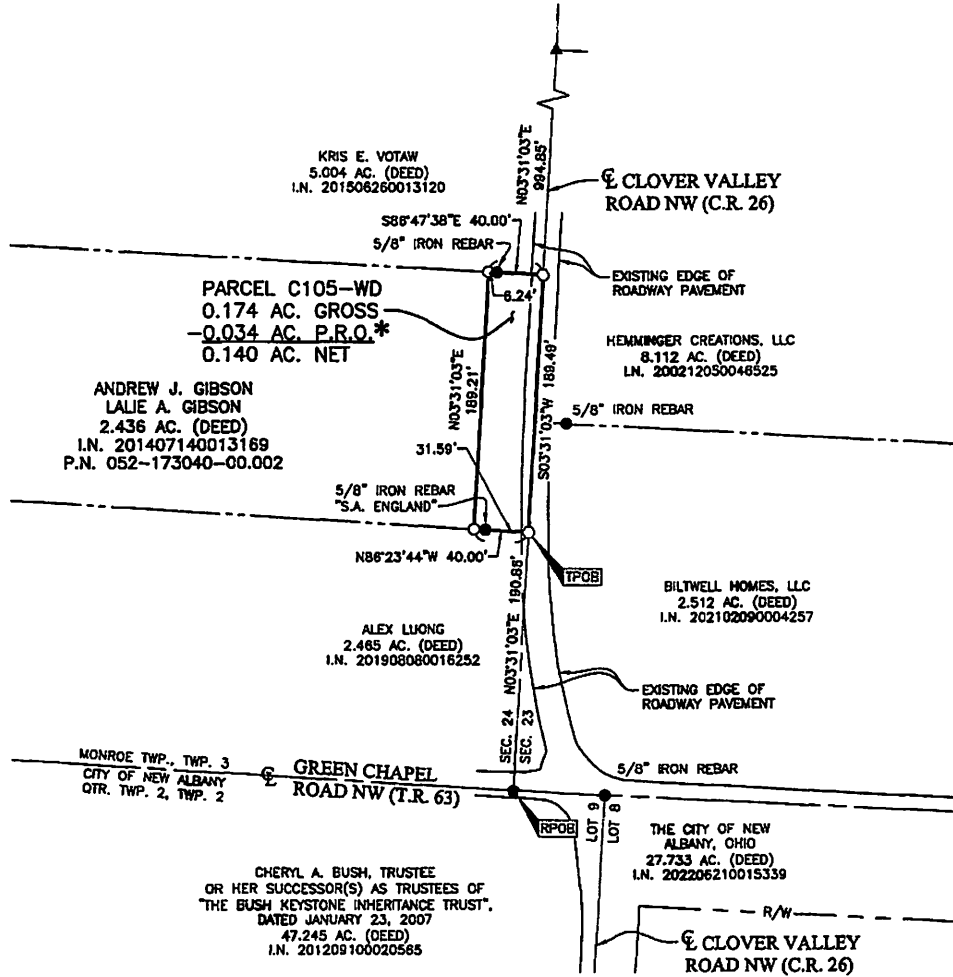 KRIS E. VOTAW
5.004 AC. (DEED)
I.N. 201506260013120
N03°31'03"E
994.85'
℄ CLOVER VALLEY
ROAD NW (C.R. 26)
S86°47'38"E 40.00'
5/8" IRON REBAR
6.24'
EXISTING EDGE OF
ROADWAY PAVEMENT
PARCEL C105-WD
0.174 AC. GROSS
-0.034 AC. P.R.O.*
0.140 AC. NET
HEMMINGER CREATIONS, LLC
8.112 AC. (DEED)
I.N. 200212050046525
N03°31'03"E
189.21'
S03°31'03"W 189.49'
5/8" IRON REBAR
ANDREW J. GIBSON
LALIE A. GIBSON
2.436 AC. (DEED)
I.N. 201407140013169
P.N. 052-173040-00.002
31.59'
5/8" IRON REBAR
"S.A. ENGLAND"
N86°23'44"W 40.00'
TPOB
BILTWELL HOMES, LLC
2.512 AC. (DEED)
I.N. 202102090004257
ALEX LUONG
2.465 AC. (DEED)
I.N. 201908080016252
N03°31'03"E 190.88'
SEC. 24
SEC. 23
EXISTING EDGE OF
ROADWAY PAVEMENT
MONROE TWP., TWP. 3
CITY OF NEW ALBANY
QTR. TWP. 2, TWP. 2
℄ GREEN CHAPEL
ROAD NW (T.R. 63)
5/8" IRON REBAR
RPOB
LOT 9
LOT 8
THE CITY OF NEW
ALBANY, OHIO
27.733 AC. (DEED)
I.N. 202206210015339
CHERYL A. BUSH, TRUSTEE
OR HER SUCCESSOR(S) AS TRUSTEES OF
"THE BUSH KEYSTONE INHERITANCE TRUST",
DATED JANUARY 23, 2007
47.245 AC. (DEED)
I.N. 201209100020565
R/W
℄ CLOVER VALLEY
ROAD NW (C.R. 26)